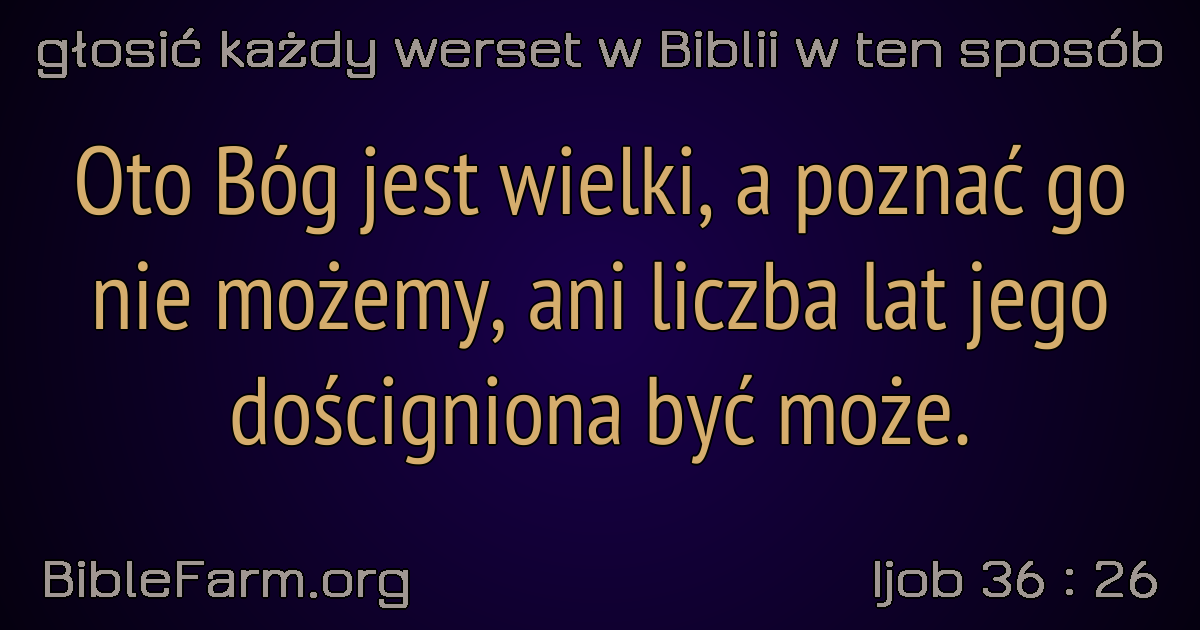 głosić każdy werset w Biblii w ten sposób
Oto Bóg jest wielki, a poznać go
nie możemy, ani liczba lat jego
dościgniona być może.
BibleFarm.org
Ijob 36 : 26